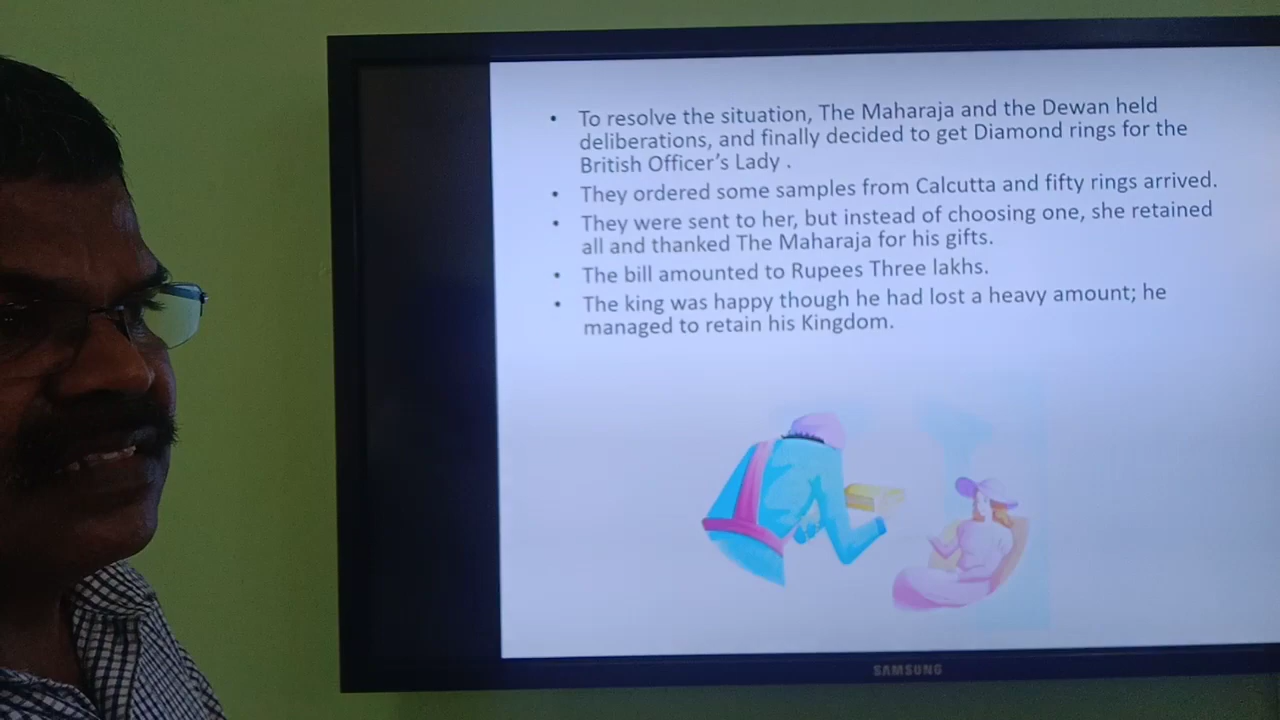 • To resolve the situation, The Maharaja and the Dewan held
deliberations, and finally decided to get Diamond rings for the
British Officer's Lady .
• They ordered some samples from Calcutta and fifty rings arrived.
• They were sent to her, but instead of choosing one, she retained
all and thanked The Maharaja for his gifts.
• The bill amounted to Rupees Three lakhs.
• The king was happy though he had lost a heavy amount; he
managed to retain his Kingdom.
SAMSUNG